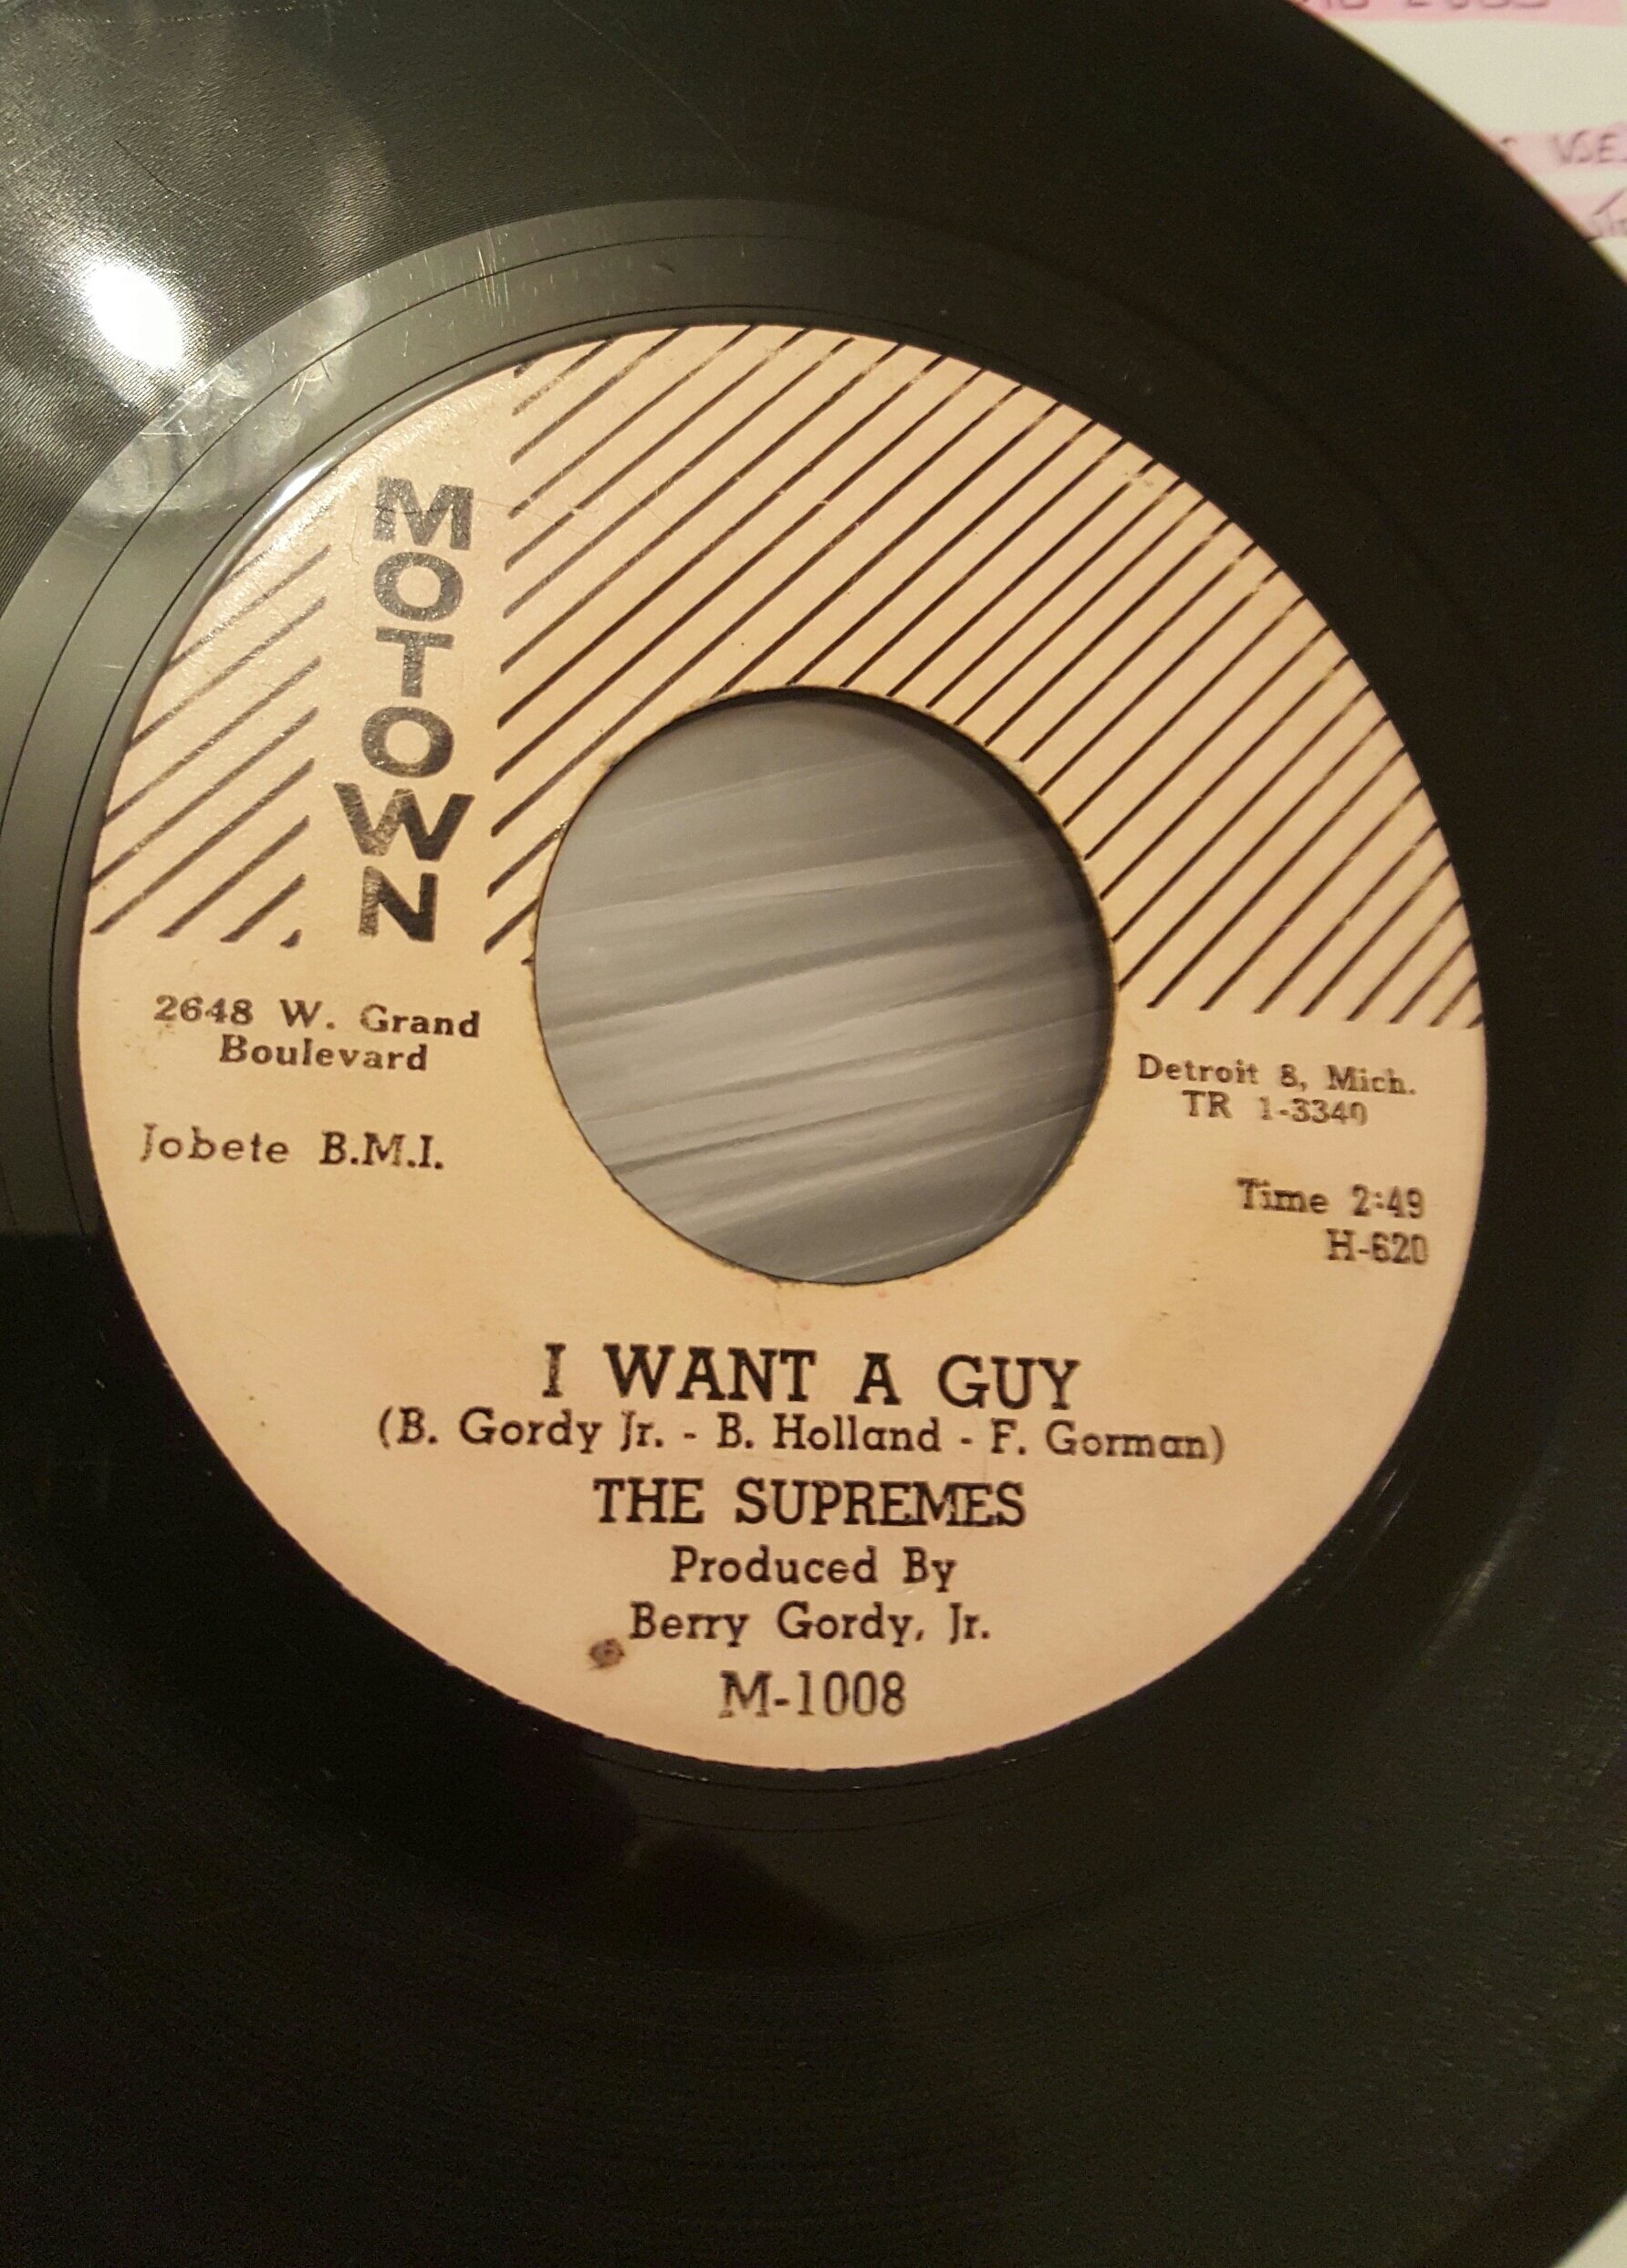 MOTOWN
2648 W. Grand
Boulevard
Jobete B.M.I.
Detroit 8, Mich.
TR 1-3340
Time 2:49
H-620
I WANT A GUY
(B. Gordy Jr. - B. Holland - F. Gorman)
THE SUPREMES
Produced By
Berry Gordy, Jr.
M-1008